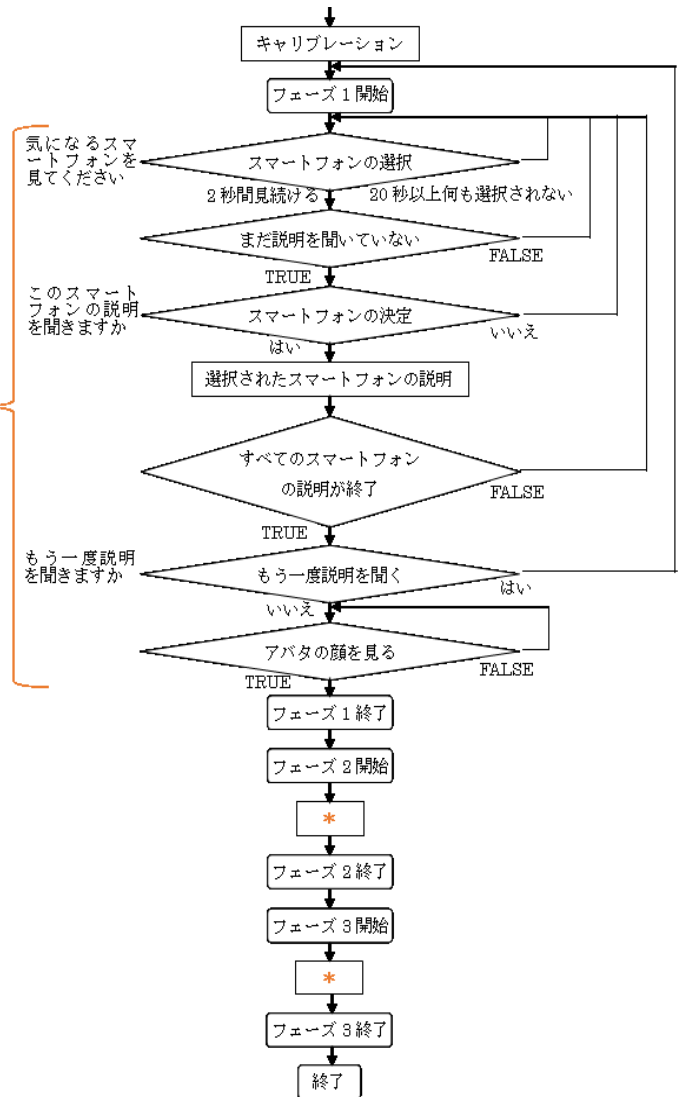 キャリブレーション
フェーズ1開始
気になるスマ
ートフォンを
見てください
スマートフォンの選択
2秒間見続ける
20秒以上何も選択されない
まだ説明を聞いていない
FALSE
TRUE
このスマート
フォンの説明
を聞きますか
スマートフォンの決定
いいえ
はい
選択されたスマートフォンの説明
すべてのスマートフォン
の説明が終了
FALSE
TRUE
もう一度説明
を聞きますか
もう一度説明を聞く
はい
いいえ
アバタの顔を見る
FALSE
TRUE
フェーズ1終了
フェーズ2開始
*
フェーズ2終了
フェーズ3開始
*
フェーズ3終了
終了